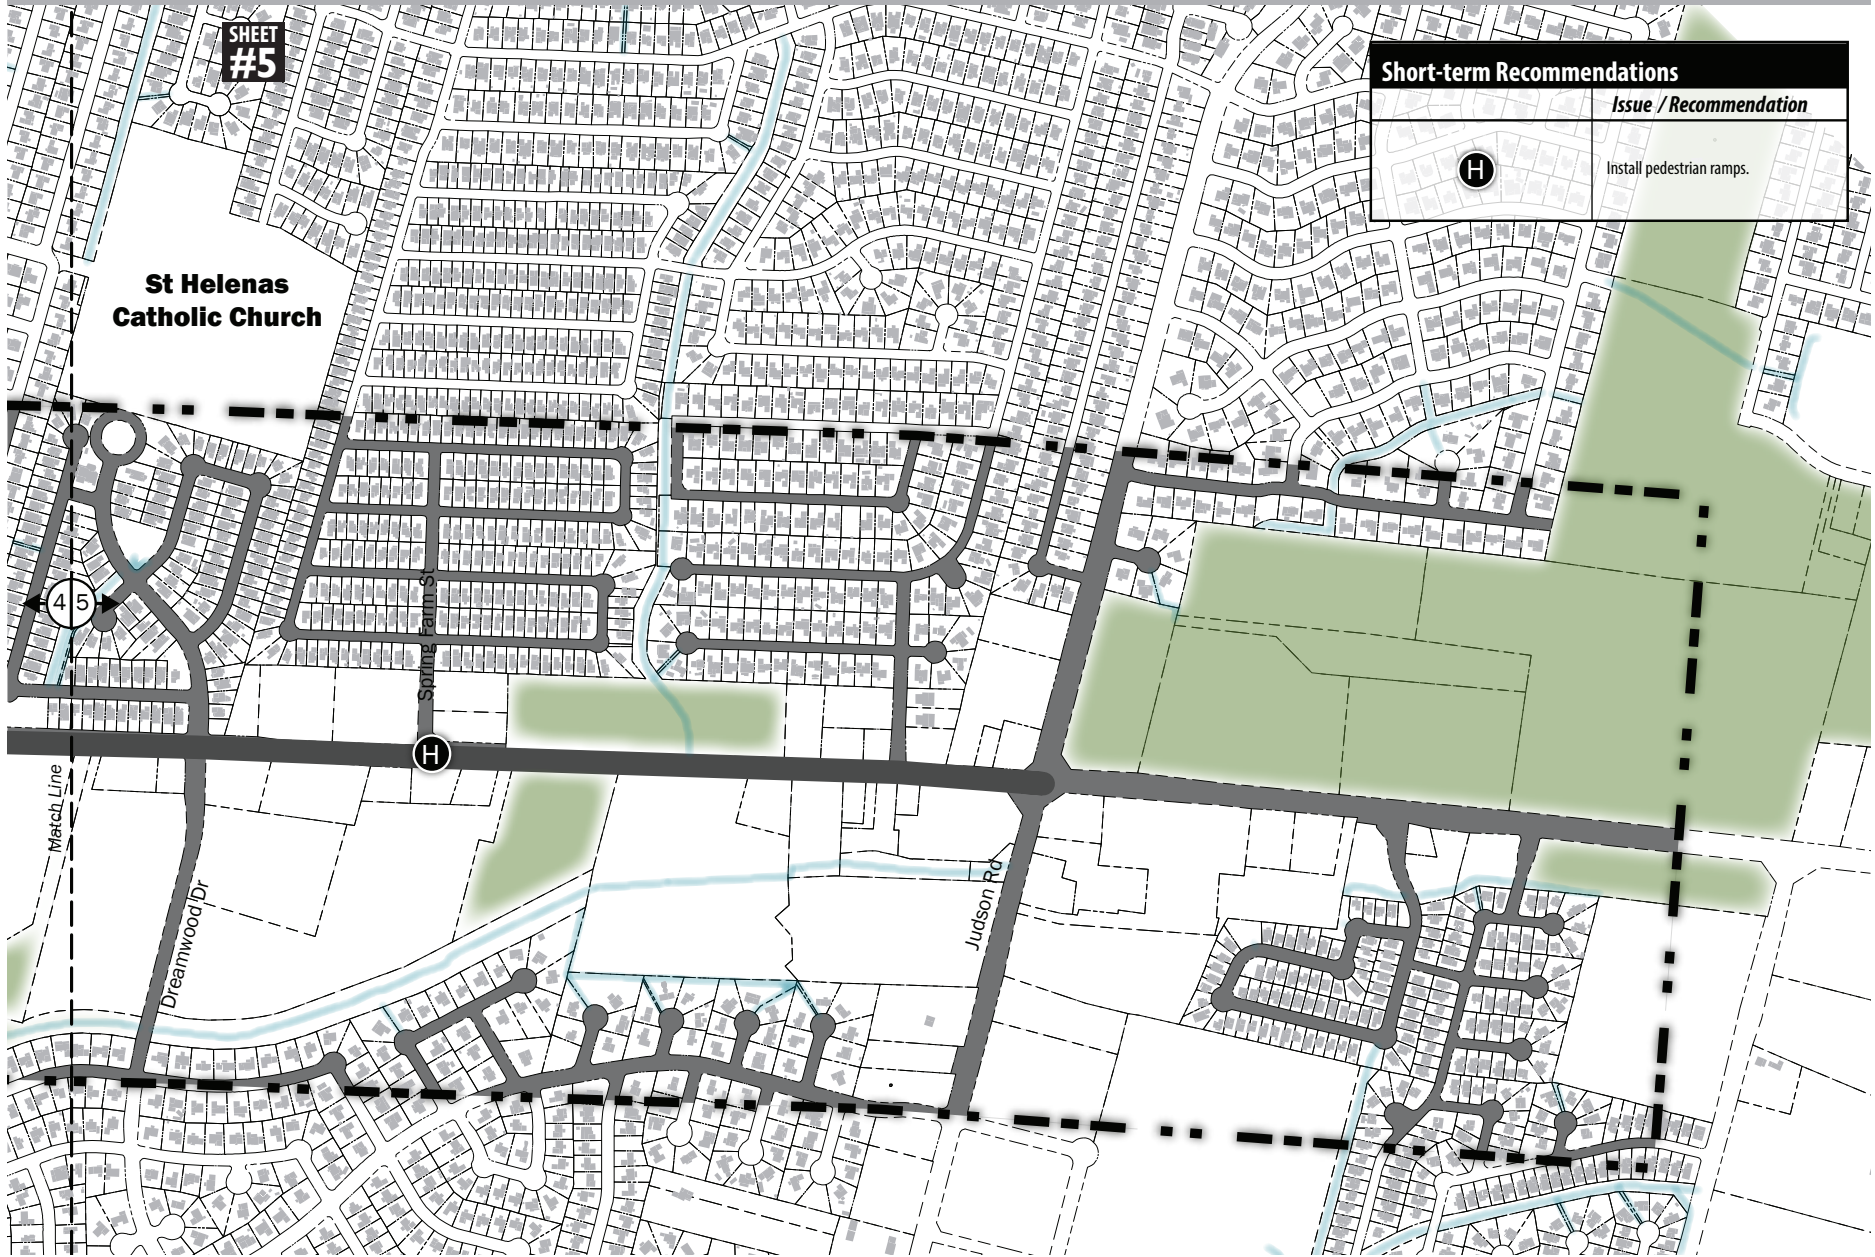 SHEET
#5
Short-term Recommendations
Issue / Recommendation
H
Install pedestrian ramps.
St Helenas
Catholic Church
4 5
Spring Farm St
H
Match Line
Dreamwood Dr
Judson Rd